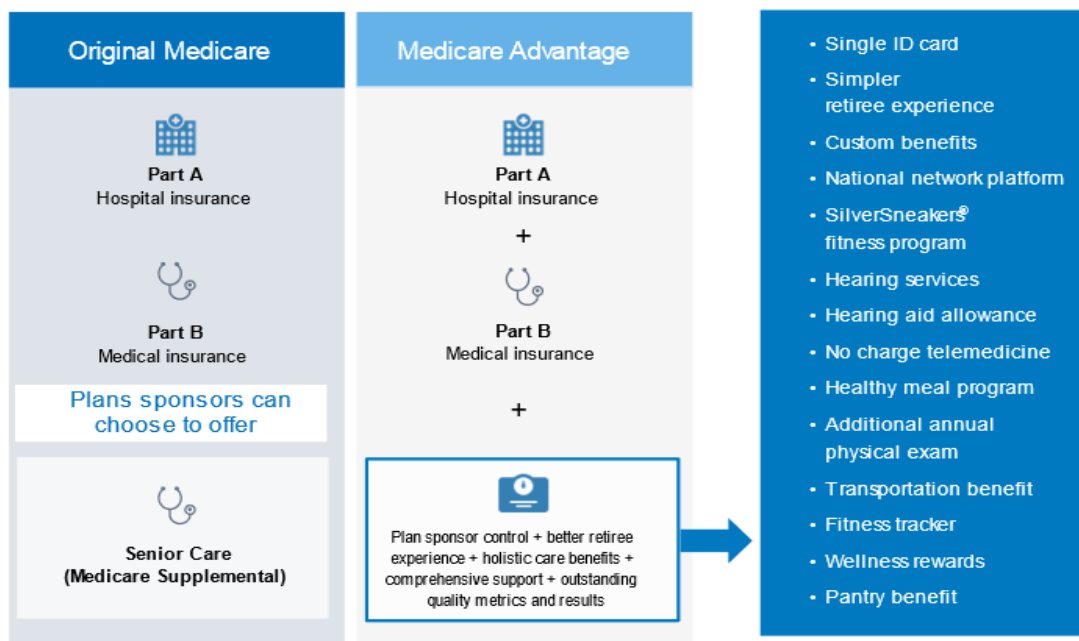 Original Medicare
Part A
Hospital insurance
Part B
Medical insurance
Plans sponsors can
choose to offer
Senior Care
(Medicare Supplemental)
Medicare Advantage
Part A
Hospital insurance
+
Part B
Medical insurance
+
Plan sponsor control + better retiree
experience + holistic care benefits +
comprehensive support + outstanding
quality metrics and results
• Single ID card
• Simpler
retiree experience
• Custom benefits
• National network platform
• SilverSneakers®
fitness program
• Hearing services
• Hearing aid allowance
• No charge telemedicine
• Healthy meal program
• Additional annual
physical exam
• Transportation benefit
• Fitness tracker
• Wellness rewards
• Pantry benefit